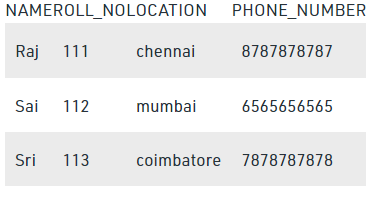 NAMEROLL_NOLOCATION PHONE_NUMBER
Raj 111 chennai 8787878787
Sai 112 mumbai 6565656565
Sri 113 coimbatore 7878787878